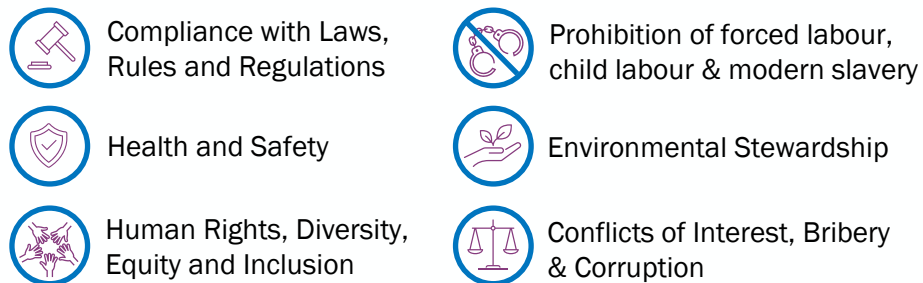 Compliance with Laws,
Rules and Regulations
Prohibition of forced labour,
child labour & modern slavery
Health and Safety
Environmental Stewardship
Human Rights, Diversity,
Equity and Inclusion
Conflicts of Interest, Bribery
& Corruption